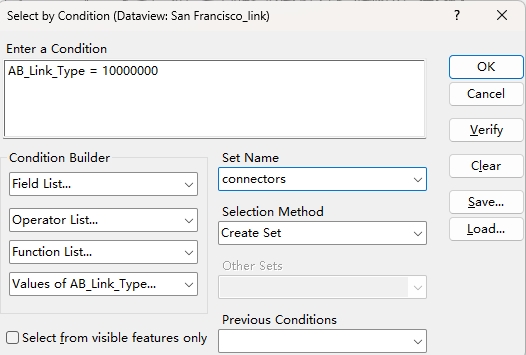 Select by Condition (Dataview: San Francisco_link)
? ×
Enter a Condition
AB_Link_Type = 10000000
OK
Cancel
Verify
Clear
Save...
Load...
Condition Builder
Field List...
Operator List...
Function List...
Values of AB_Link_Type...
Select from visible features only
Set Name
connectors
Selection Method
Create Set
Other Sets
Previous Conditions